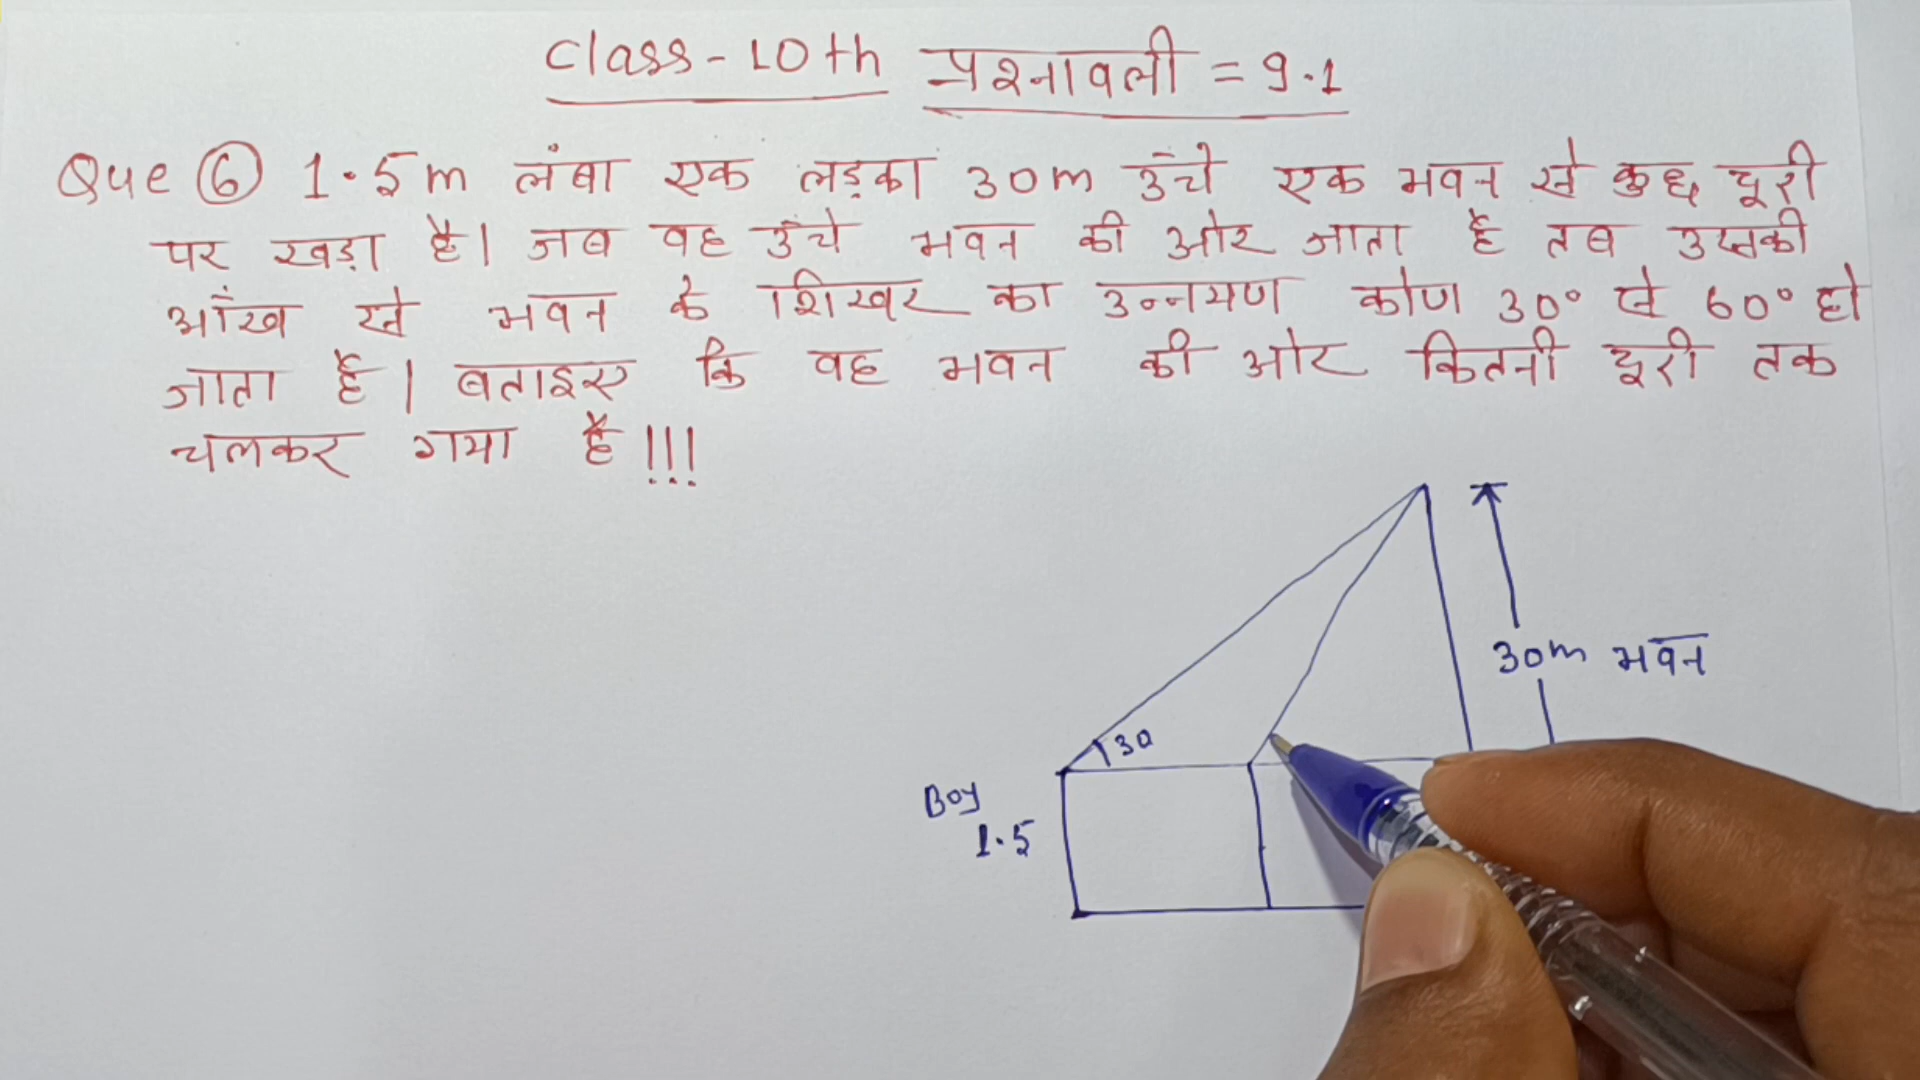 Class-10th प्रश्नावली = 9.1
Que 6 1.5m लंबा एक लड़का 30m उँचे एक भवन से कुछ दूरी
पर खड़ा है। जब वह उँचे भवन की ओर जाता है तब उसकी
आँख से भवन के शिखर का उन्नयण कोण 30° से 60° हो
जाता है। बताइए कि वह भवन की ओर कितनी दूरी तक
चलकर गया है!!!
30m भवन
30
Boy
1.5